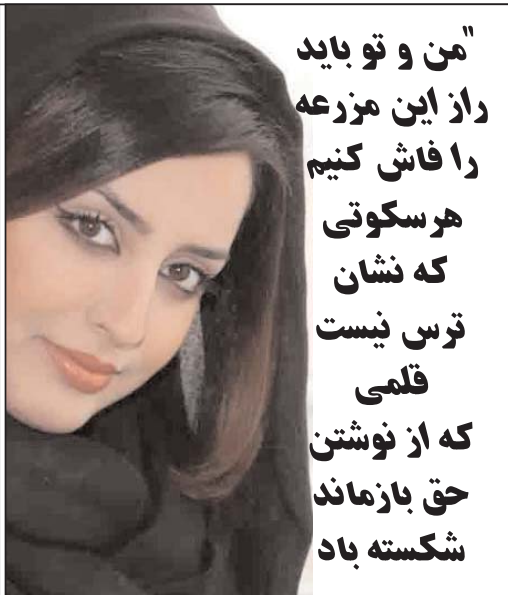 "من و تو باید
راز این مزرعه
را فاش کنیم
هرسکوتی
که نشان
ترس نیست
قلمی
که از نوشتن
حق بازماند
شکسته باد